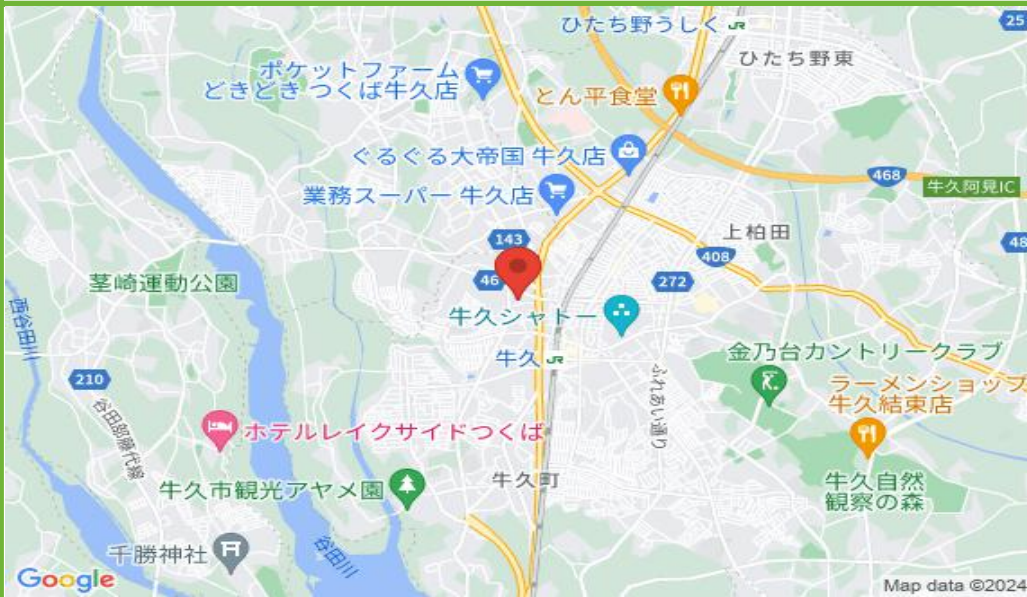 ひたち野うしく JR
25
ひたち野東
ポケットファーム
どきどき つくば牛久店
とん平食堂
ぐるぐる大帝国 牛久店
468
牛久阿見IC
業務スーパー 牛久店
上柏田
48
143
408
46
272
茎崎運動公園
西谷田川
牛久シャトー
牛久 JR
金乃台カントリークラブ
210
ふれあい通り
ラーメンショップ
牛久結束店
谷田部藤代線
ホテルレイクサイドつくば
牛久町
牛久市観光アヤメ園
牛久自然
観察の森
千勝神社
谷田川
Google
Map data ©2024